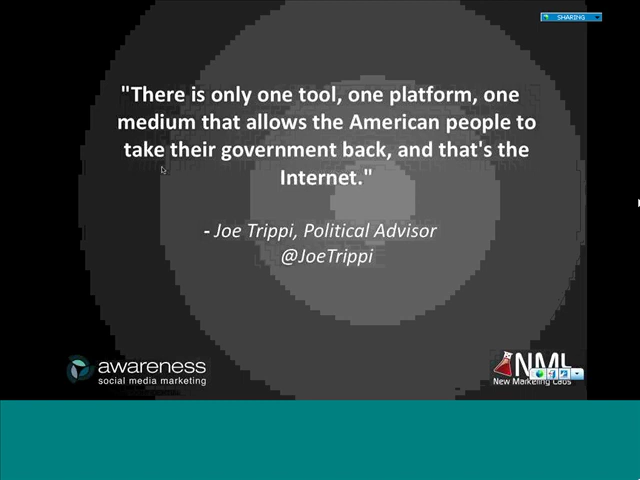 SHARING
"There is only one tool, one platform, one
medium that allows the American people to
take their government back, and that's the
Internet."
- Joe Trippi, Political Advisor
@JoeTrippi
awareness
social media marketing
NML
New Marketing Labs